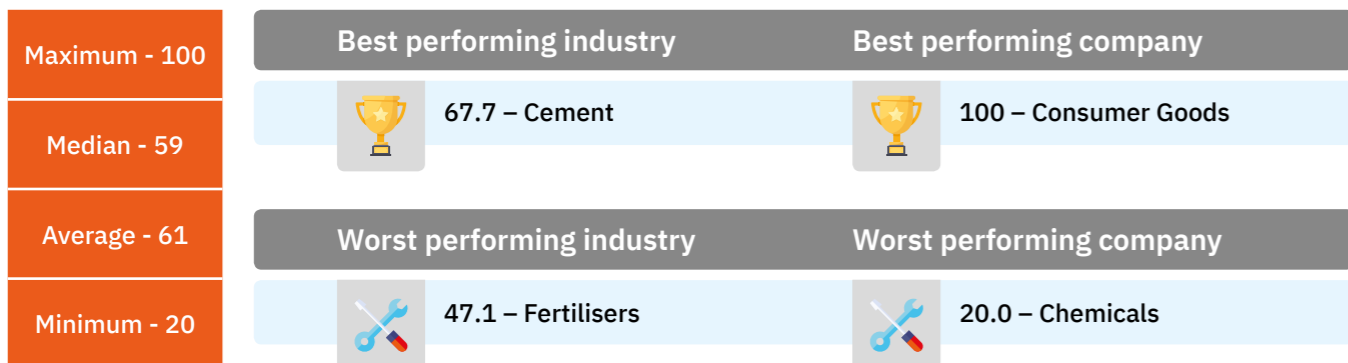 Maximum - 100
Median - 59
Average - 61
Minimum - 20
Best performing industry
Best performing company
67.7 – Cement
100 – Consumer Goods
Worst performing industry
Worst performing company
47.1 – Fertilisers
20.0 – Chemicals